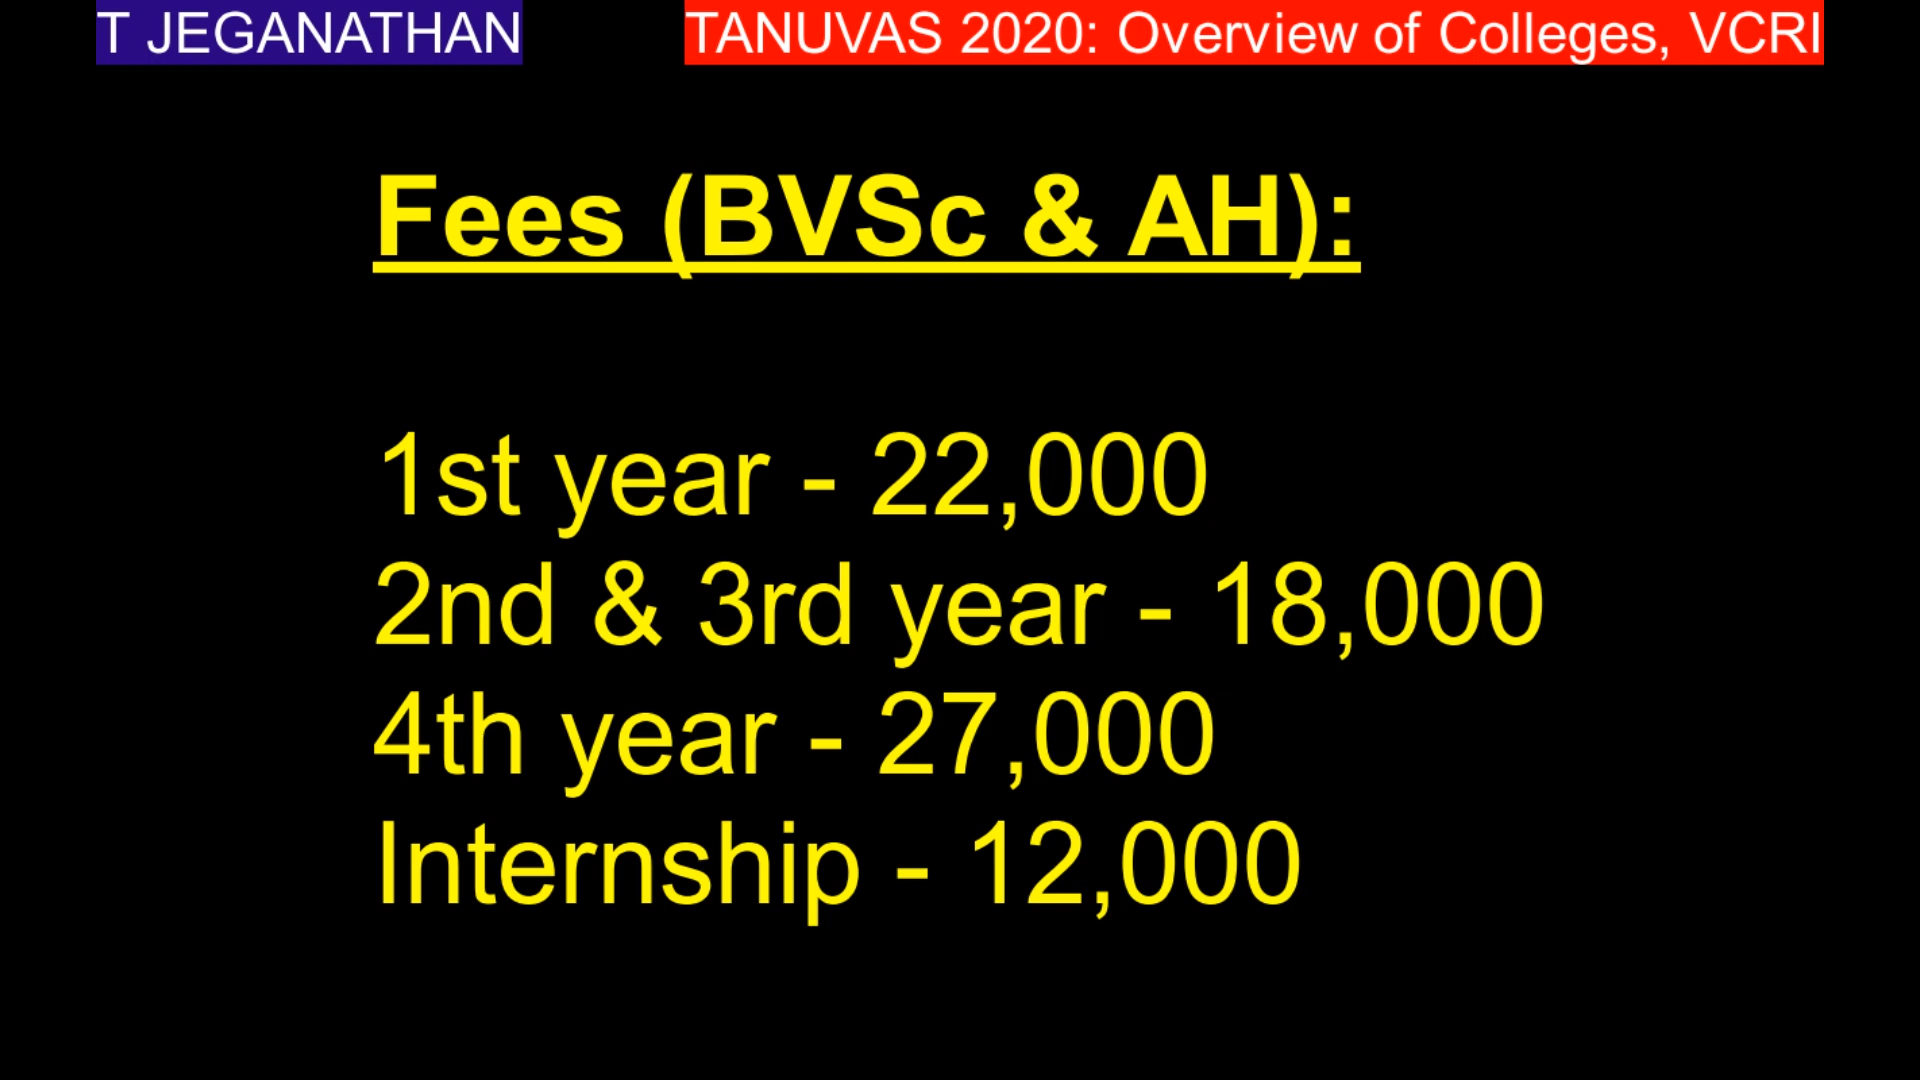 T JEGANATHAN
TANUVAS 2020: Overview of Colleges, VCRI
Fees (BVSc & AH):
1st year - 22,000
2nd & 3rd year - 18,000
4th year - 27,000
Internship - 12,000